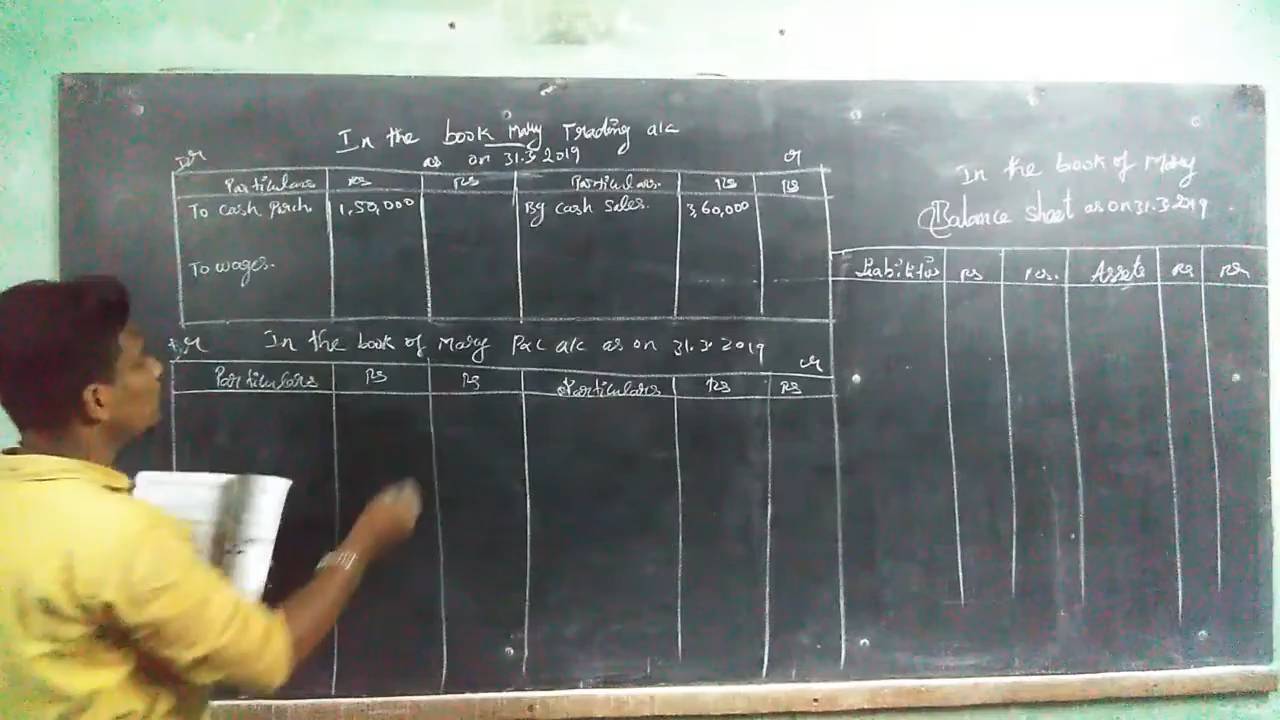 In the book Mary Trading a/c
as on 31.3.2019
Dr
Cr
Particulars Rs Rs Particulars. Rs Rs
To cash Purch. 1,50,000 By cash sales. 3,60,000
To wages.
Dr In the book of Mary P&L a/c as on 31.3.2019 Cr
Particulars Rs Rs Particulars Rs Rs
In the book of Mary
Balance sheet as on 31.3.2019
Liabilities Rs Rs. Assets Rs Rs